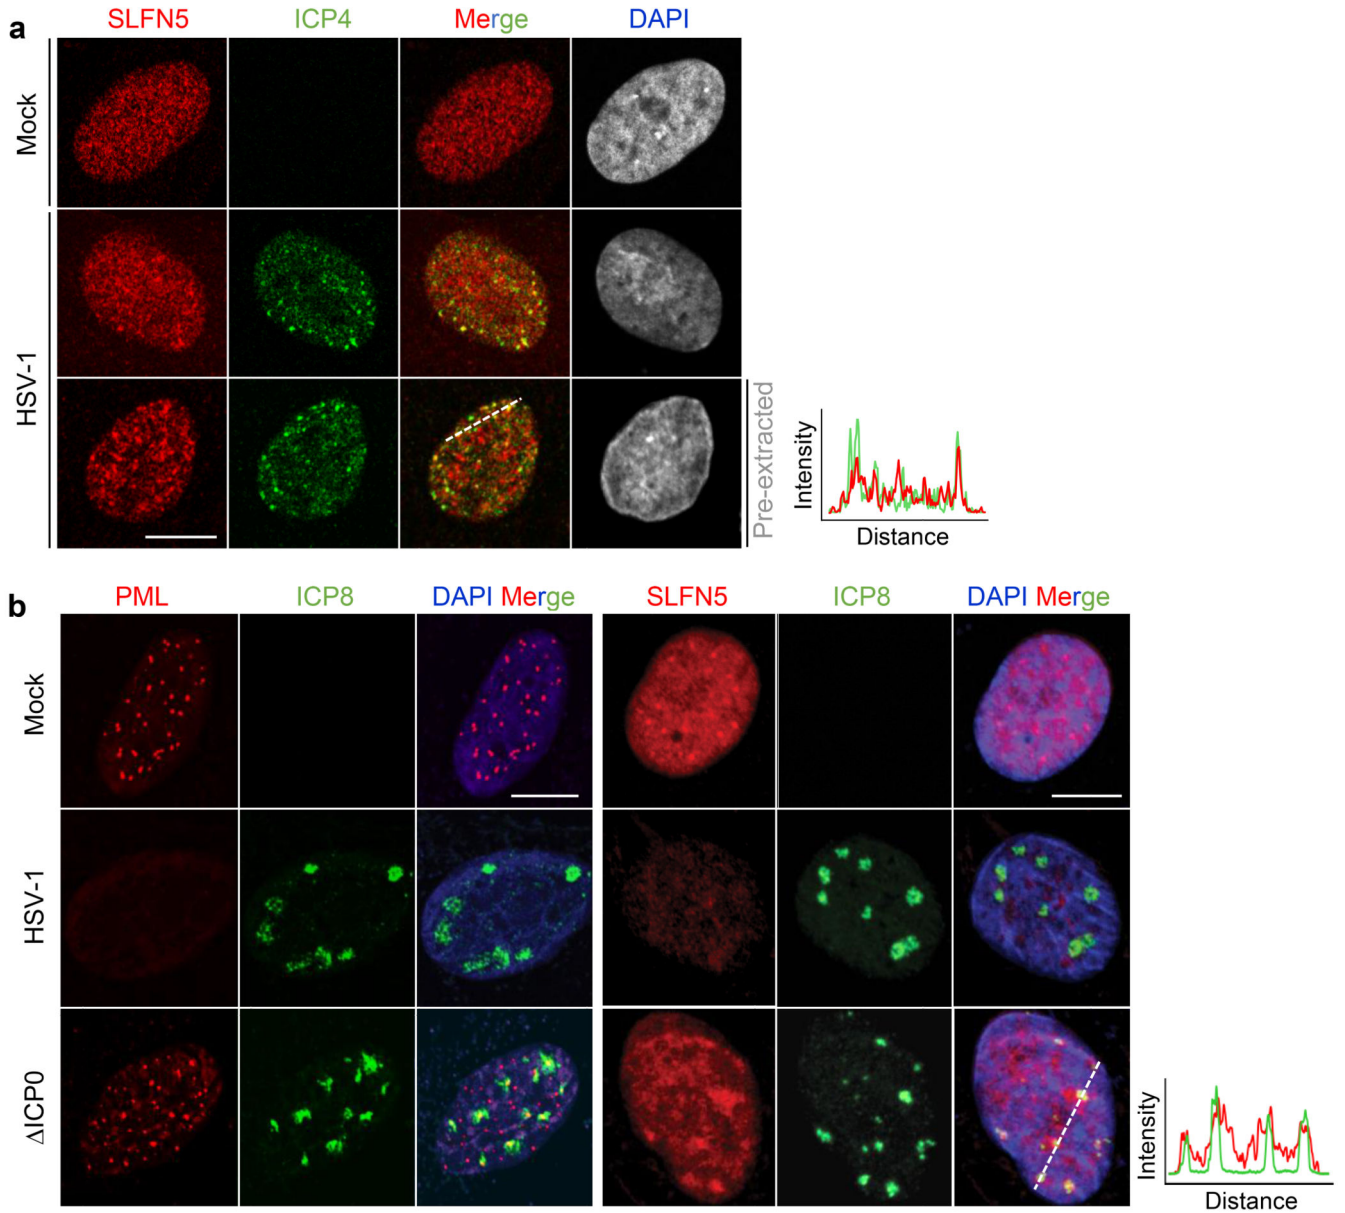 a
SLFN5 ICP4 Merge DAPI
Mock
HSV-1
Pre-extracted
Intensity
Distance
b
PML ICP8 DAPI Merge SLFN5 ICP8 DAPI Merge
Mock
HSV-1
ΔICP0
Intensity
Distance